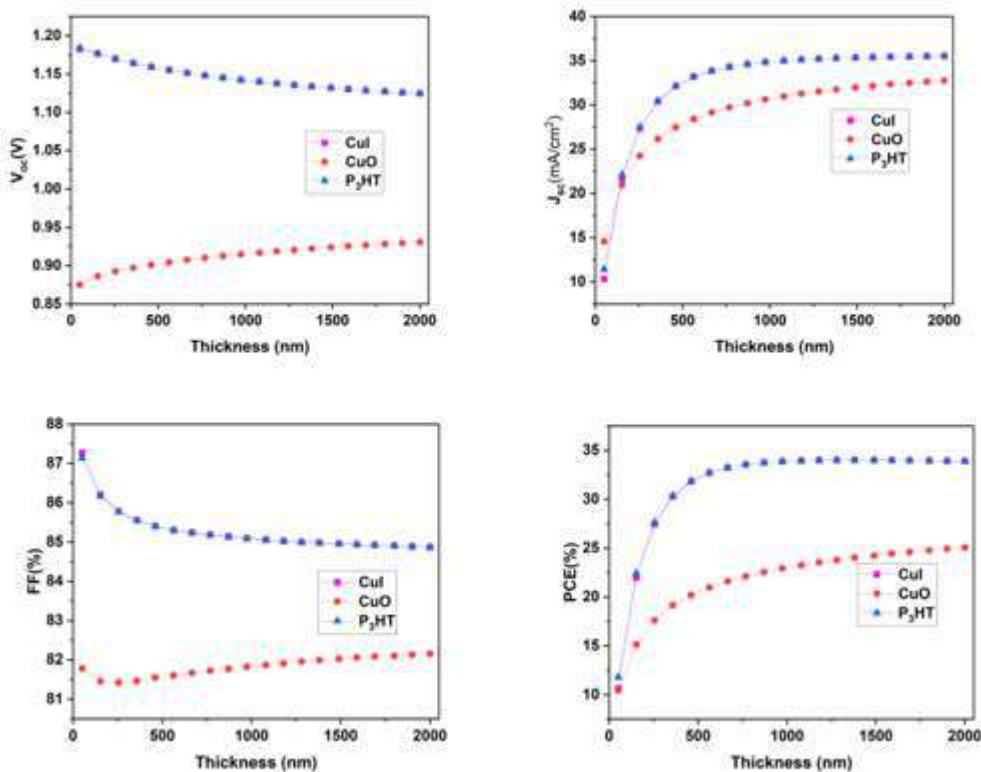 1.20
1.15
1.10
1.05
1.00
0.95
0.90
0.85
V_oc(V)
CuI
CuO
P₃HT
0 500 1000 1500 2000
Thickness (nm)
40
35
30
25
20
15
10
J_sc(mA/cm²)
CuI
CuO
P₃HT
0 500 1000 1500 2000
Thickness (nm)
88
87
86
85
84
83
82
81
FF(%)
CuI
CuO
P₃HT
0 500 1000 1500 2000
Thickness (nm)
35
30
25
20
15
10
PCE(%)
CuI
CuO
P₃HT
0 500 1000 1500 2000
Thickness (nm)